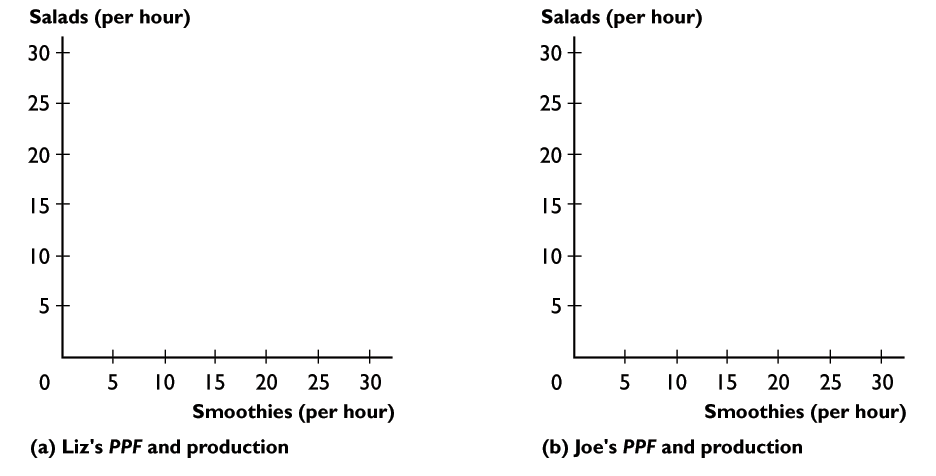 Salads (per hour)
30
25
20
15
10
5
0 5 10 15 20 25 30
Smoothies (per hour)
(a) Liz's PPF and production
Salads (per hour)
30
25
20
15
10
5
0 5 10 15 20 25 30
Smoothies (per hour)
(b) Joe's PPF and production